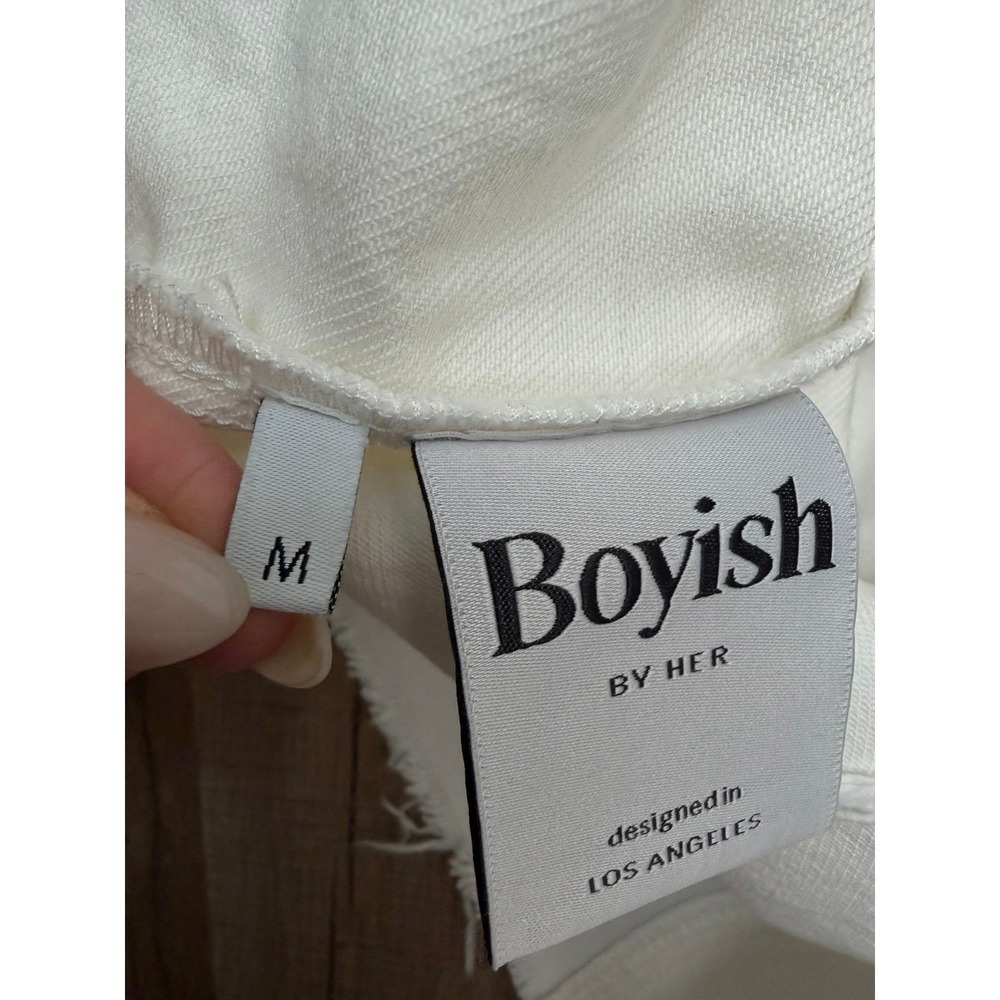 M
Boyish
BY HER
designed in
LOS ANGELES